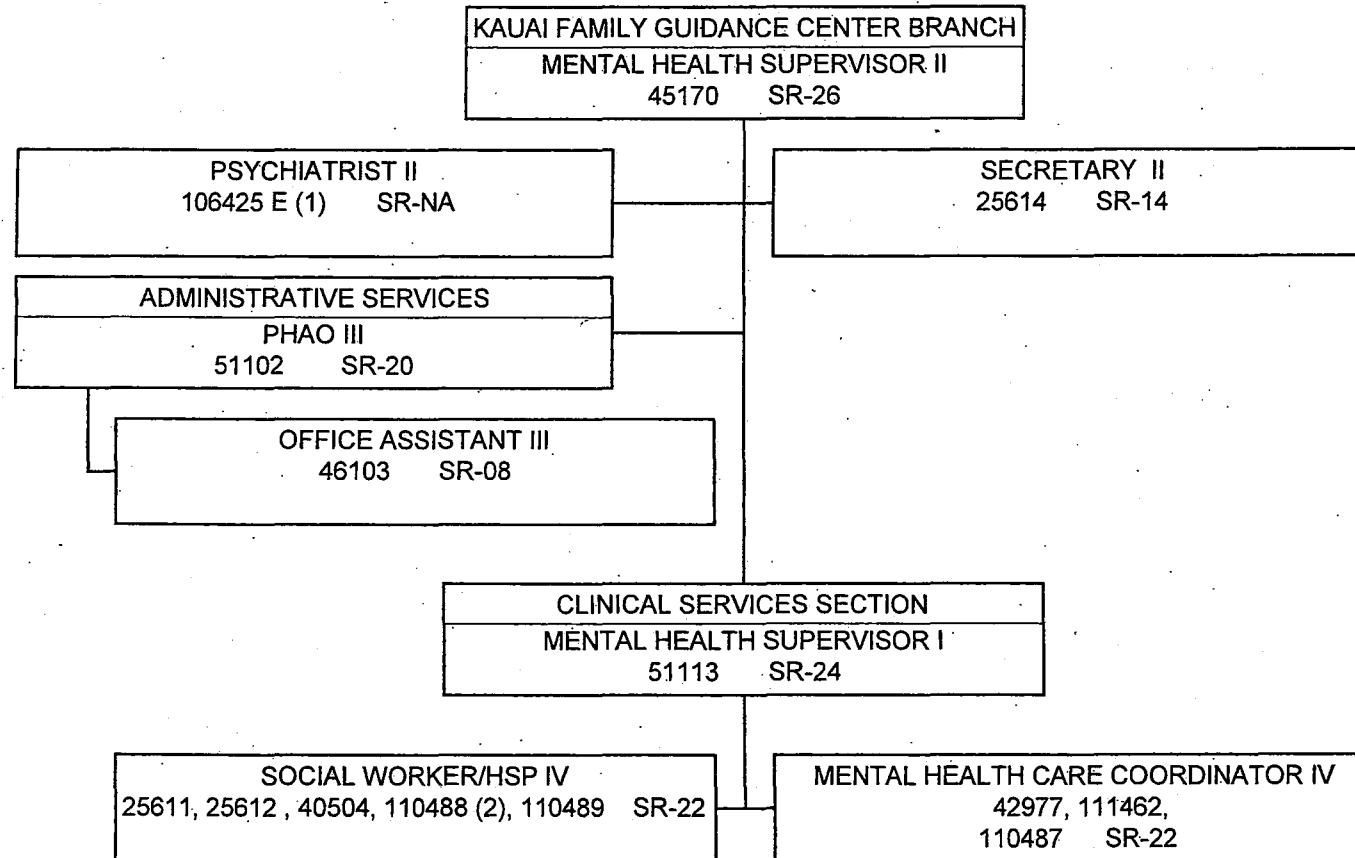 KAUAI FAMILY GUIDANCE CENTER BRANCH
MENTAL HEALTH SUPERVISOR II
45170 SR-26
PSYCHIATRIST II
106425 E (1) SR-NA
SECRETARY II
25614 SR-14
ADMINISTRATIVE SERVICES
PHAO III
51102 SR-20
OFFICE ASSISTANT III
46103 SR-08
CLINICAL SERVICES SECTION
MENTAL HEALTH SUPERVISOR I
51113 SR-24
SOCIAL WORKER/HSP IV
25611, 25612 , 40504, 110488 (2), 110489 SR-22
MENTAL HEALTH CARE COORDINATOR IV
42977, 111462,
110487 SR-22